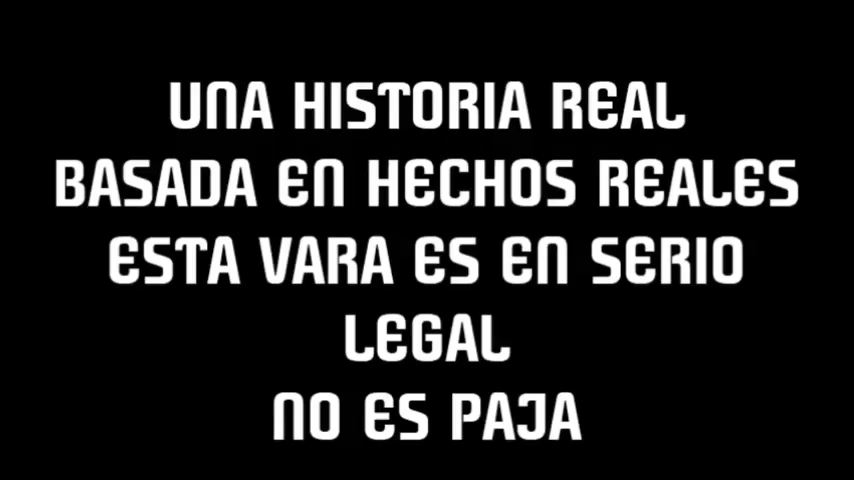 UNA HISTORIA REAL
BASADA EN HECHOS REALES
ESTA VARA ES EN SERIO
LEGAL
NO ES PAJA